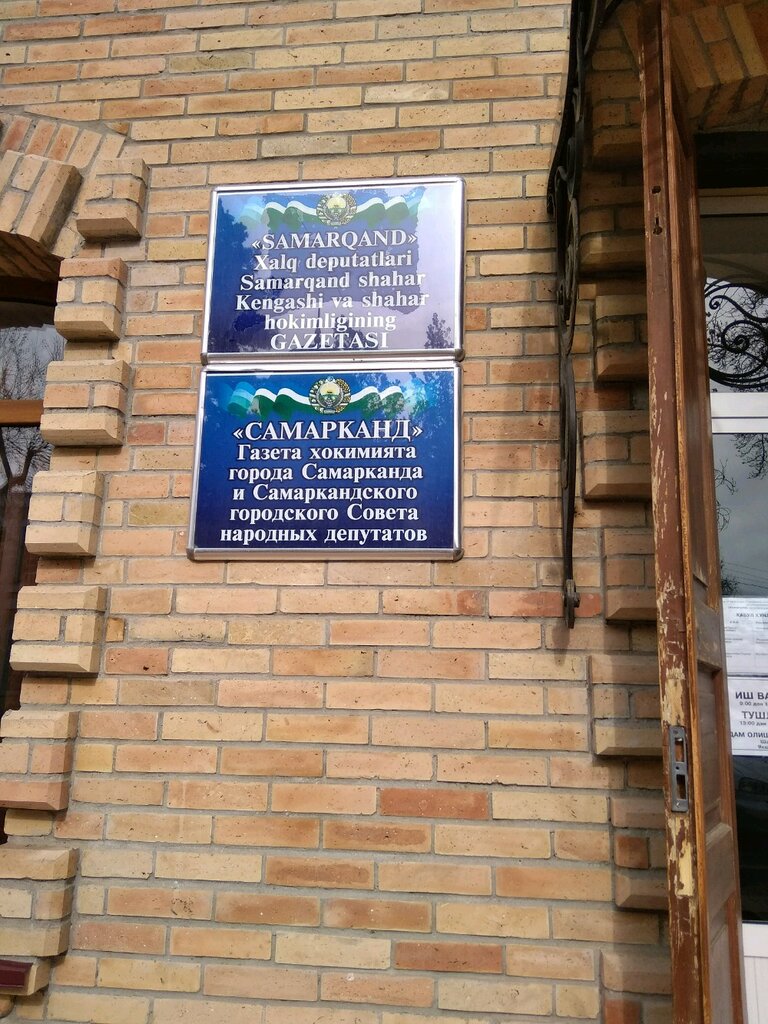 «SAMARQAND»
Xalq deputatlari
Samarqand shahar
Kengashi va shahar
hokimligining
GAZETASI
«САМАРКАНД»
Газета хокимията
города Самарканда
и Самаркандского
городского Совета
народных депутатов
ИШ